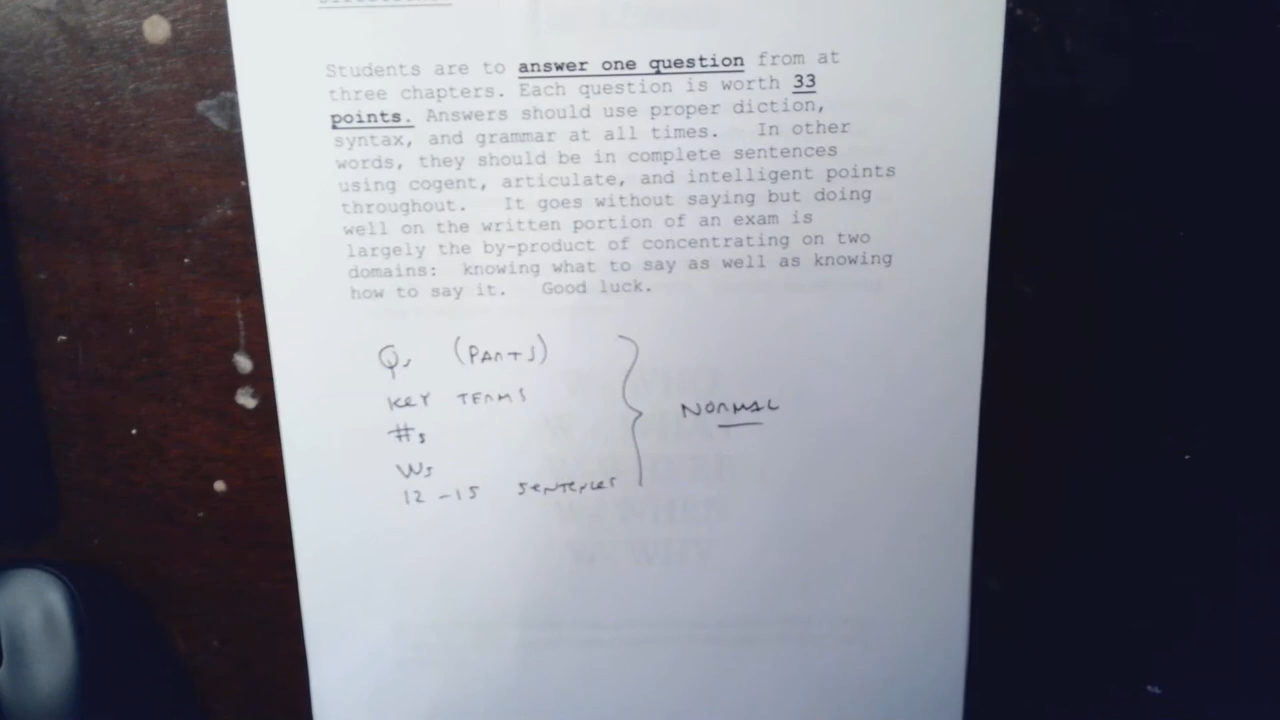 Students are to answer one question from at
three chapters. Each question is worth 33
points. Answers should use proper diction,
syntax, and grammar at all times. In other
words, they should be in complete sentences
using cogent, articulate, and intelligent points
throughout. It goes without saying but doing
well on the written portion of an exam is
largely the by-product of concentrating on two
domains: knowing what to say as well as knowing
how to say it. Good luck.
Qs (PARTS)
KEY TERMS
#s
Ws
12-15 SENTENCES
NORMAL